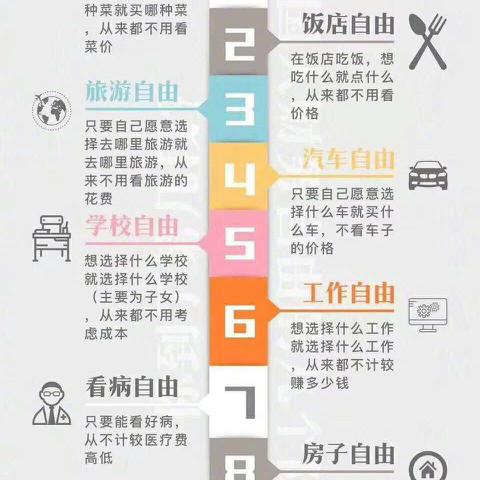 种菜就买哪种菜
，从来都不用看
菜价
2
饭店自由
在饭店吃饭，想
吃什么就点什么
，从来都不用看
价格
旅游自由
3
只要自己愿意选
择去哪里旅游就
去哪里旅游，从
来不用看旅游的
花费
汽车自由
4
只要自己愿意选
择什么车就买什
么车，不看车子
的价格
学校自由
5
想选择什么学校
就选择什么学校
（主要为子女）
，从来都不用考
虑成本
工作自由
6
想选择什么工作
就选择什么工作
，从来都不计较
赚多少钱
看病自由
7
只要能看好病，
从不计较医疗费
高低
8
房子自由